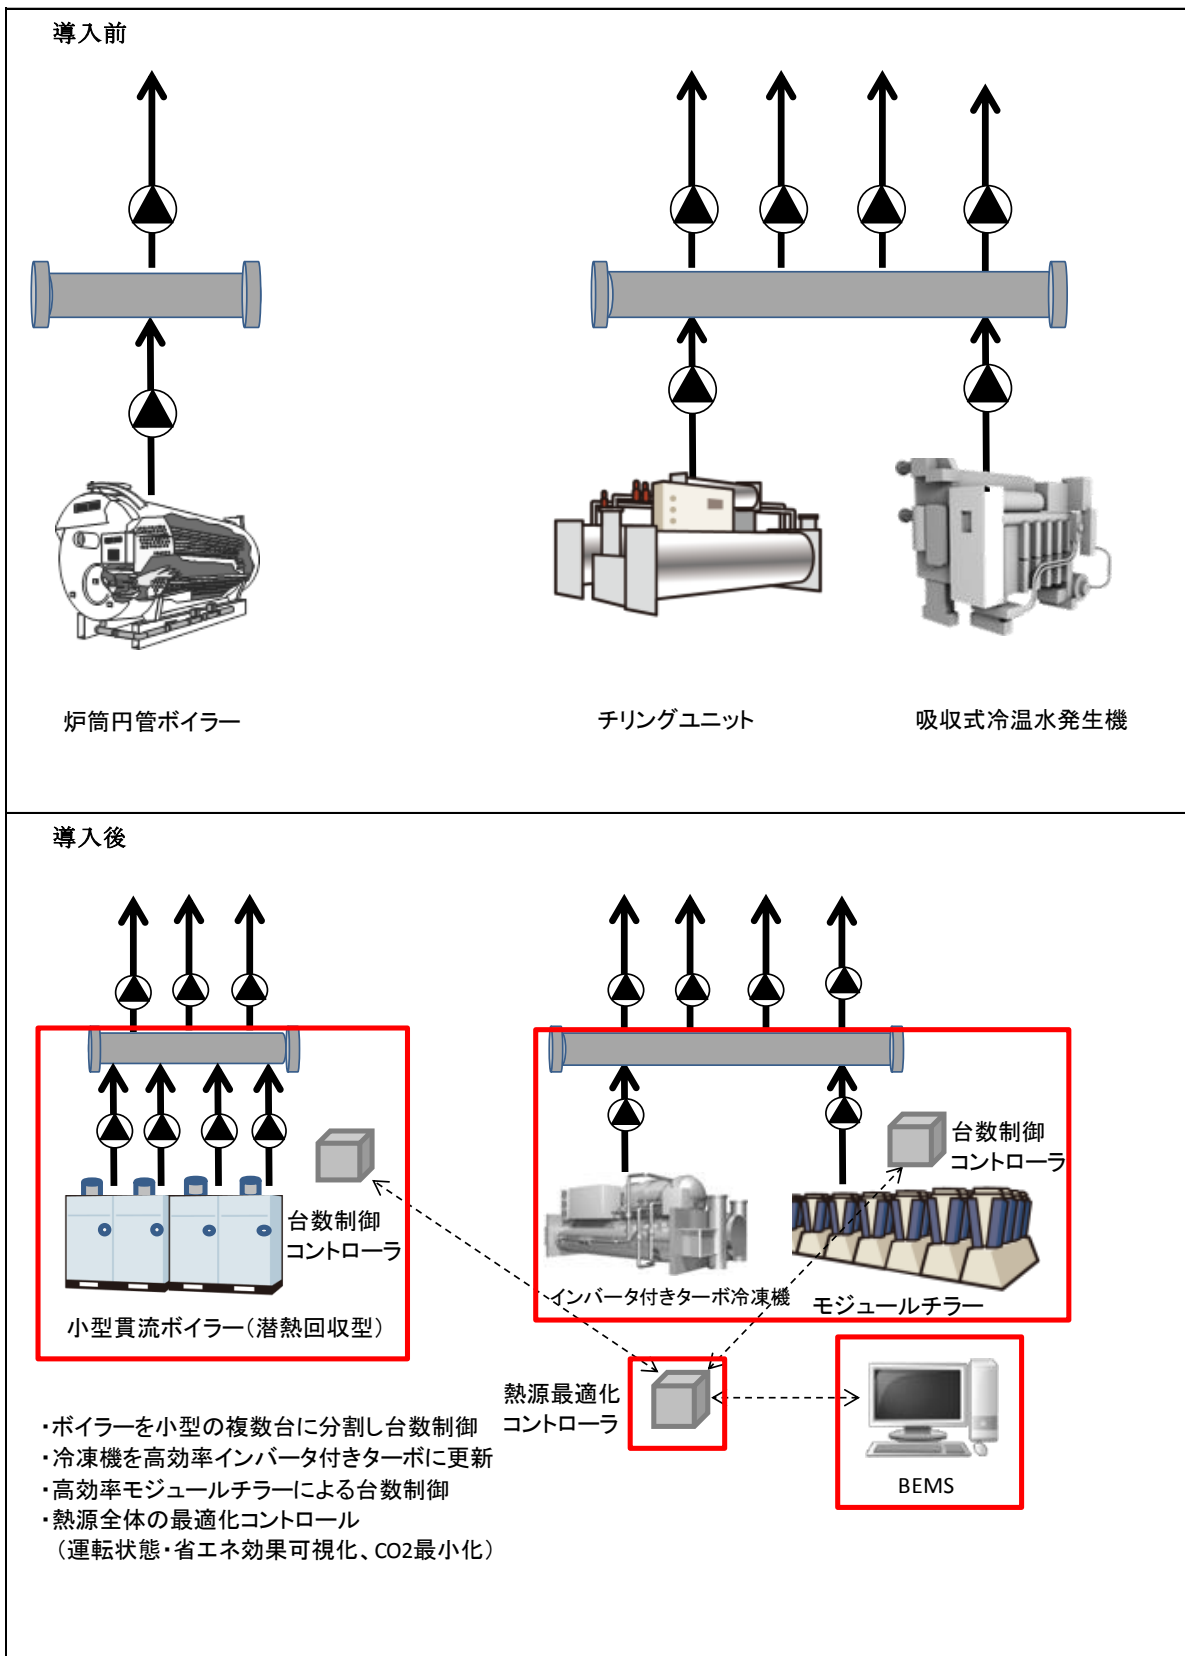 導入前
炉筒円管ボイラー
チリングユニット
吸収式冷温水発生機
導入後
台数制御
コントローラ
小型貫流ボイラー（潜熱回収型）
台数制御
コントローラ
インバータ付きターボ冷凍機
モジュールチラー
熱源最適化
コントローラ
BEMS
・ボイラーを小型の複数台に分割し台数制御
・冷凍機を高効率インバータ付きターボに更新
・高効率モジュールチラーによる台数制御
・熱源全体の最適化コントロール
（運転状態・省エネ効果可視化、CO2最小化）